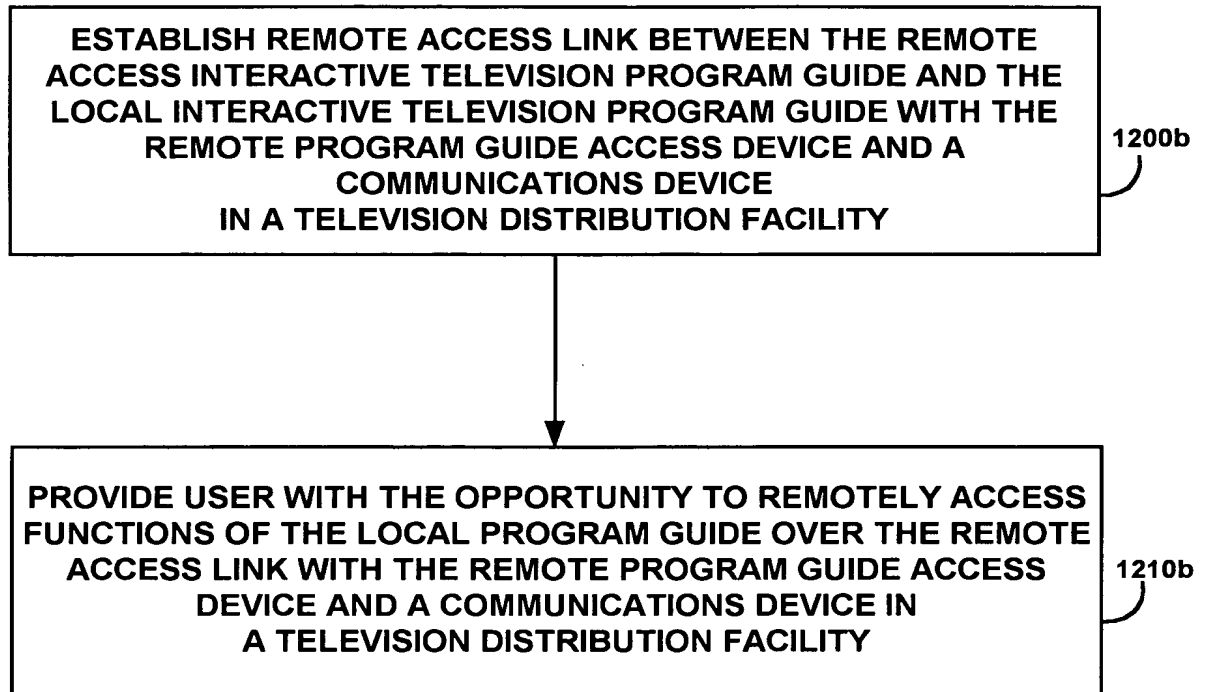 ESTABLISH REMOTE ACCESS LINK BETWEEN THE REMOTE
ACCESS INTERACTIVE TELEVISION PROGRAM GUIDE AND THE
LOCAL INTERACTIVE TELEVISION PROGRAM GUIDE WITH THE
REMOTE PROGRAM GUIDE ACCESS DEVICE AND A
COMMUNICATIONS DEVICE
IN A TELEVISION DISTRIBUTION FACILITY
1200b
PROVIDE USER WITH THE OPPORTUNITY TO REMOTELY ACCESS
FUNCTIONS OF THE LOCAL PROGRAM GUIDE OVER THE REMOTE
ACCESS LINK WITH THE REMOTE PROGRAM GUIDE ACCESS
DEVICE AND A COMMUNICATIONS DEVICE IN
A TELEVISION DISTRIBUTION FACILITY
1210b